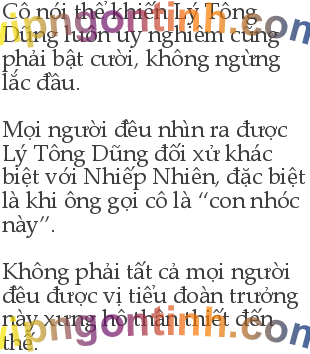 Cô nói thế khiến Lý Tông
Dũng luôn uy nghiêm cũng
phải bật cười, không ngừng
lắc đầu.
Mọi người đều nhìn ra được
Lý Tông Dũng đối xử khác
biệt với Nhiếp Nhiên, đặc biệt
là khi ông gọi cô là “con nhóc
này”.
Không phải tất cả mọi người
đều được vị tiểu đoàn trưởng
này xưng hô thân thiết đến
thế.
vipngontinh.com
vipngontinh.com